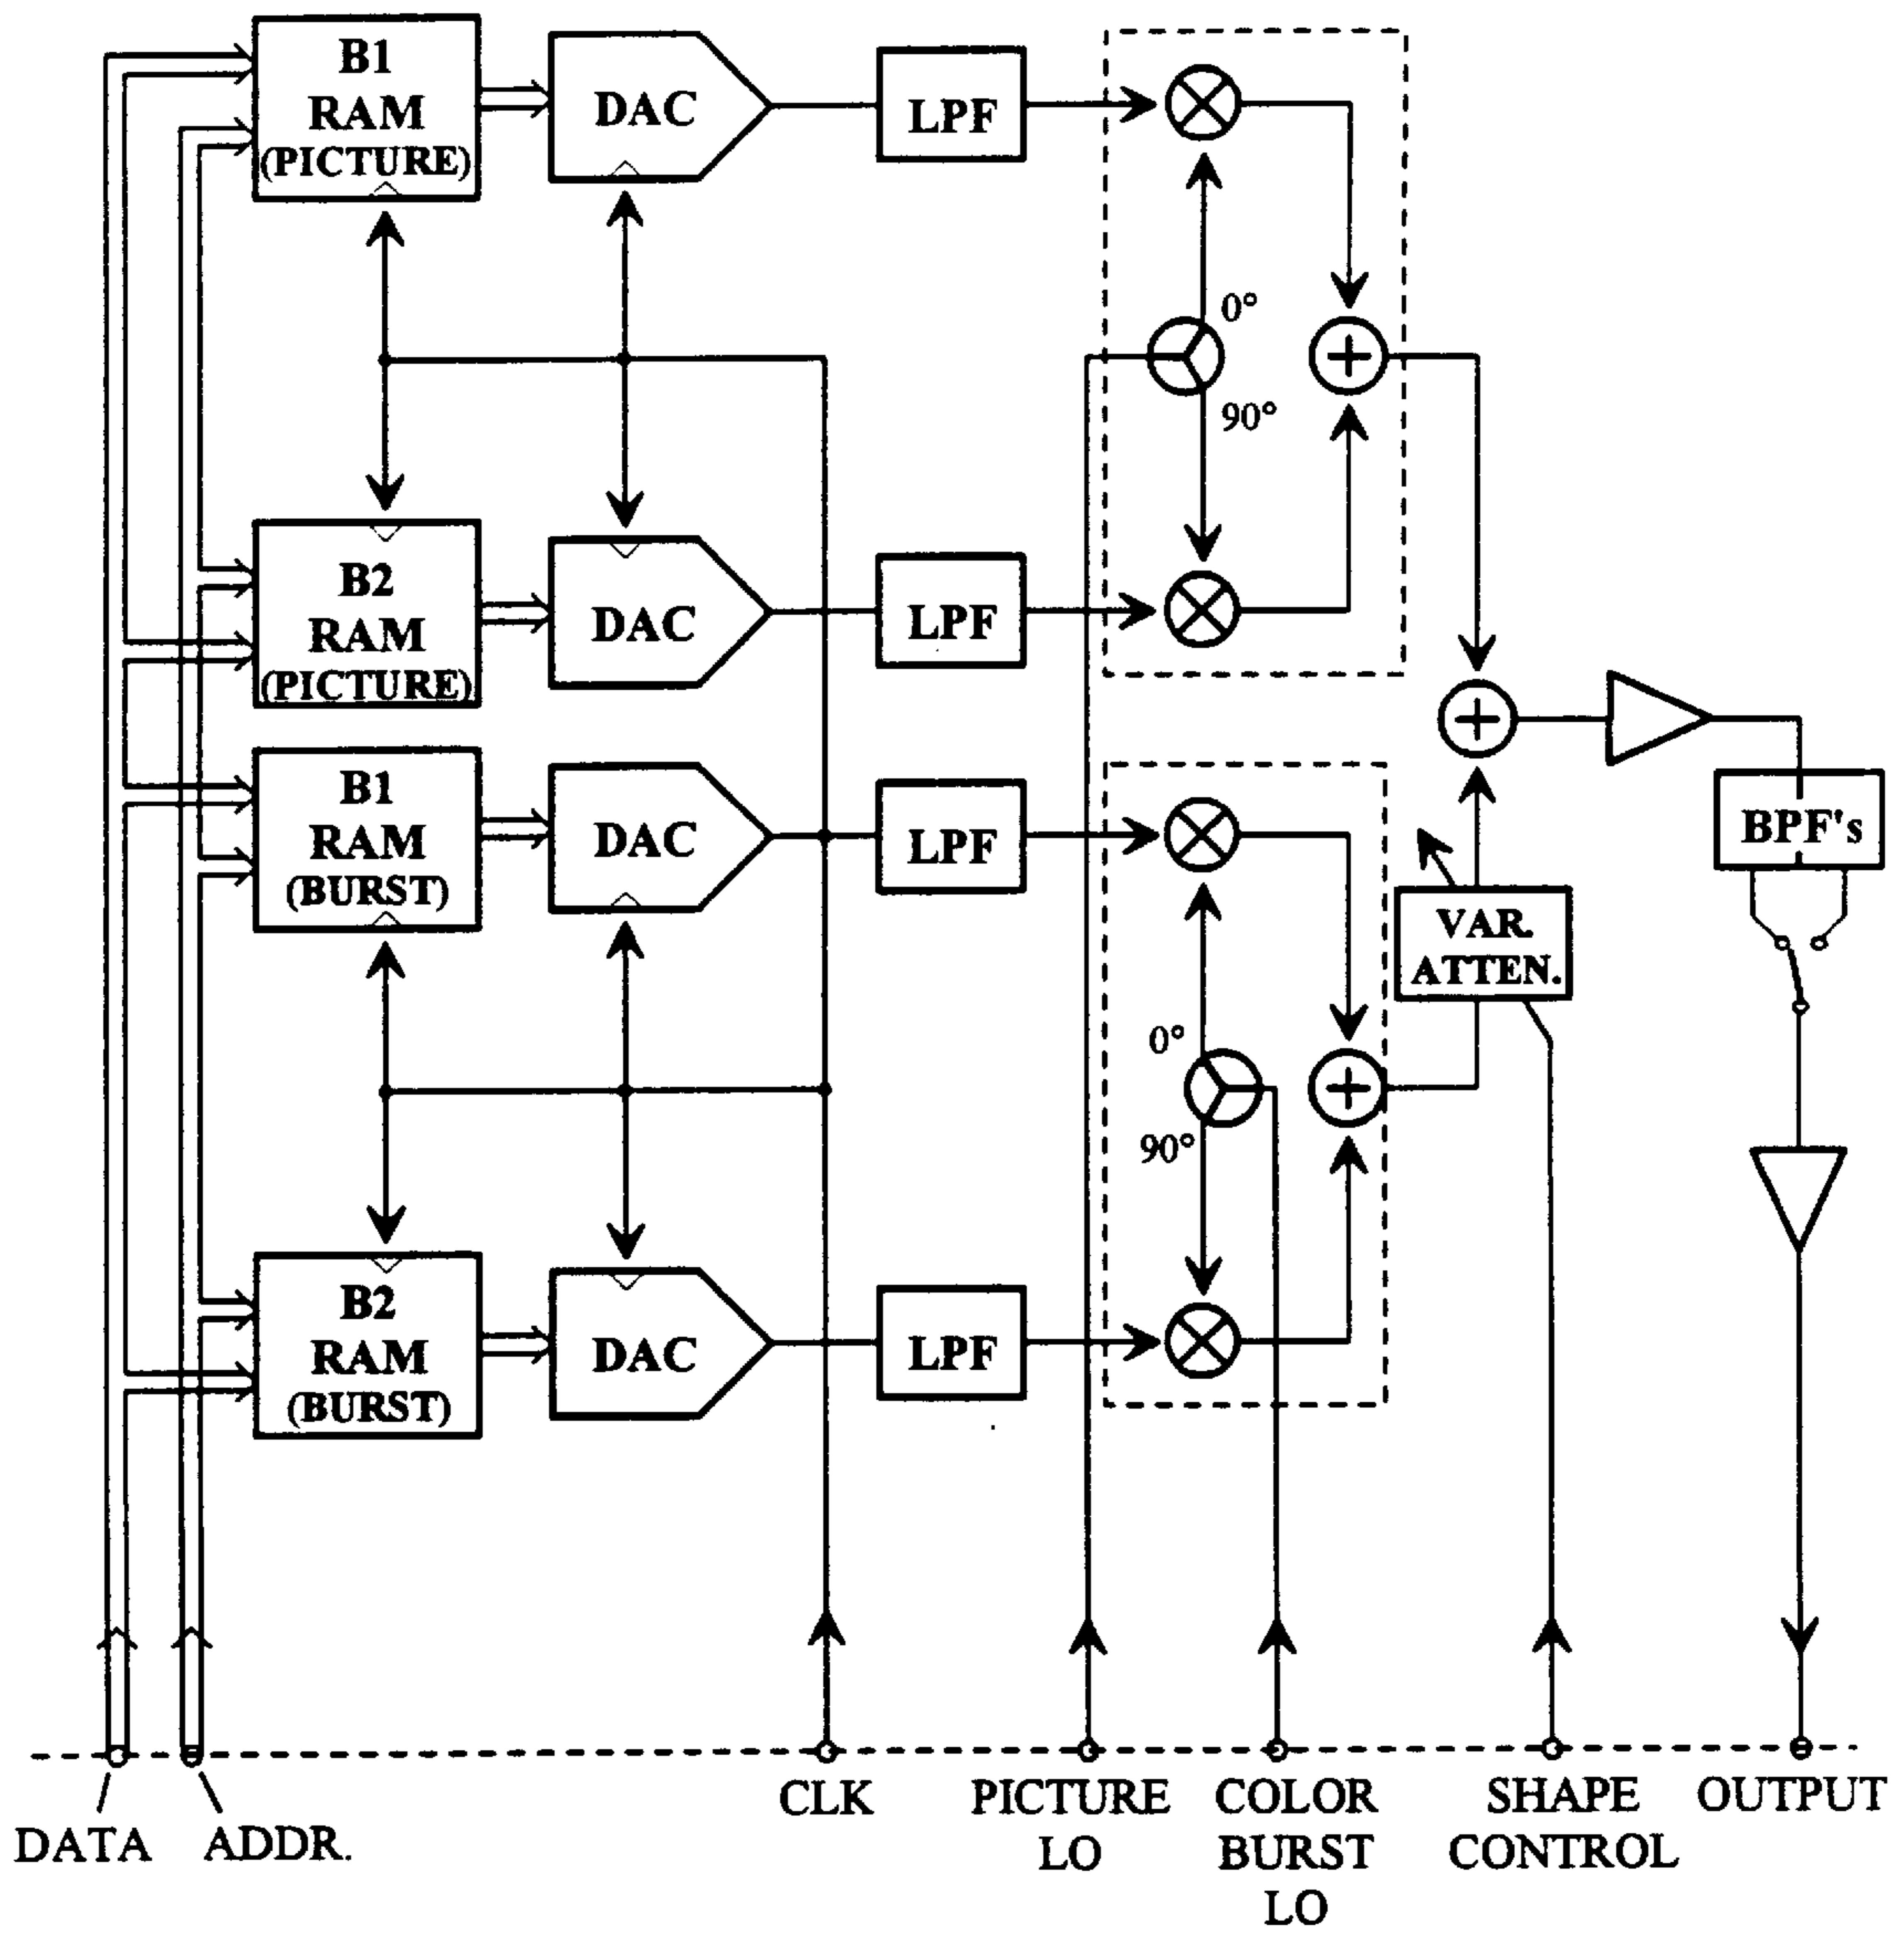 B1
RAM
(PICTURE)
DAC
LPF
0°
90°
B2
RAM
(PICTURE)
DAC
LPF
B1
RAM
(BURST)
DAC
LPF
VAR.
ATTEN.
BPF's
0°
90°
B2
RAM
(BURST)
DAC
LPF
DATA
ADDR.
CLK
PICTURE
LO
COLOR
BURST
LO
SHAPE
CONTROL
OUTPUT